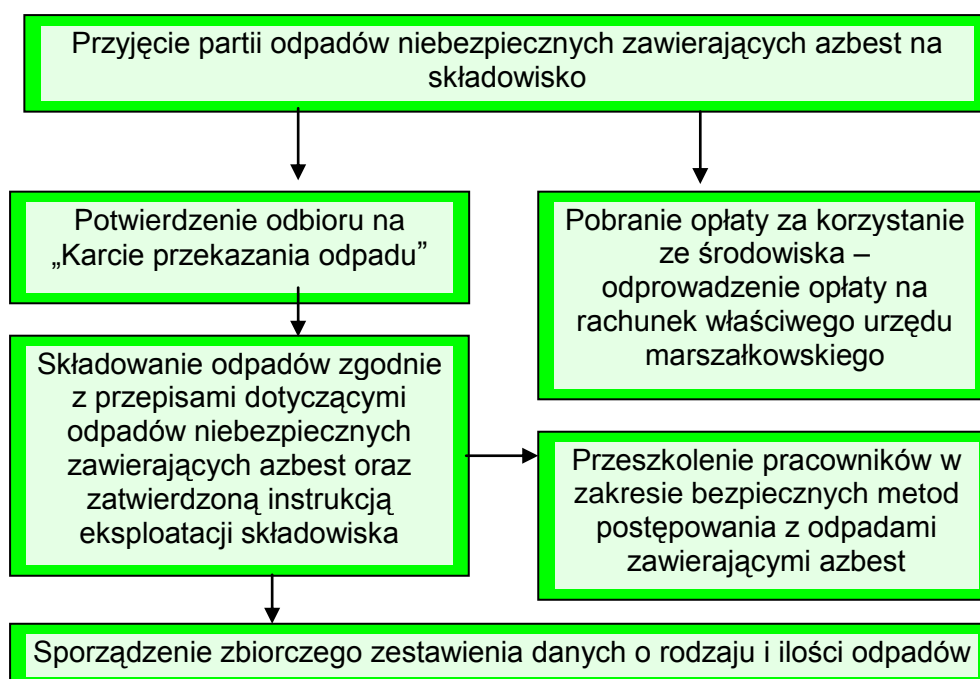 Przyjęcie partii odpadów niebezpiecznych zawierających azbest na
składowisko
Potwierdzenie odbioru na
„Karcie przekazania odpadu”
Pobranie opłaty za korzystanie
ze środowiska –
odprowadzenie opłaty na
rachunek właściwego urzędu
marszałkowskiego
Składowanie odpadów zgodnie
z przepisami dotyczącymi
odpadów niebezpiecznych
zawierających azbest oraz
zatwierdzoną instrukcją
eksploatacji składowiska
Przeszkolenie pracowników w
zakresie bezpiecznych metod
postępowania z odpadami
zawierającymi azbest
Sporządzenie zbiorczego zestawienia danych o rodzaju i ilości odpadów